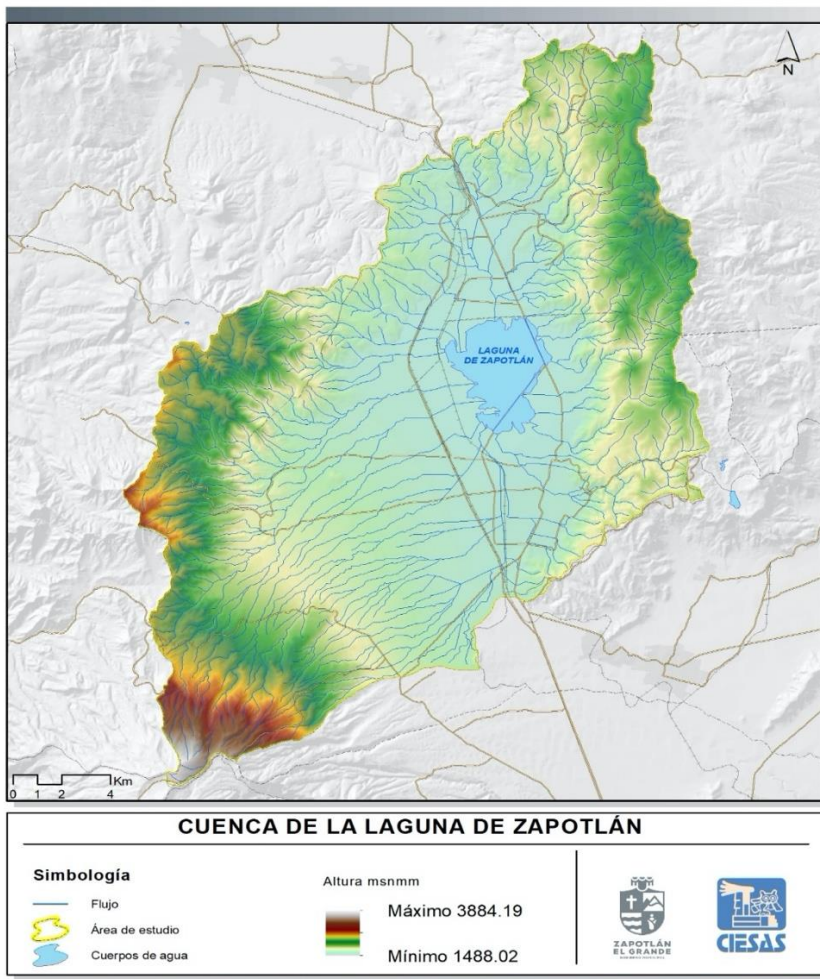 N
LAGUNA
DE ZAPOTLÁN
Km
0 1 2 4
CUENCA DE LA LAGUNA DE ZAPOTLÁN
Simbología
Flujo
Área de estudio
Cuerpos de agua
Altura msnmm
Máximo 3884.19
Mínimo 1488.02
ZAPOTLÁN
EL GRANDE
CIESAS